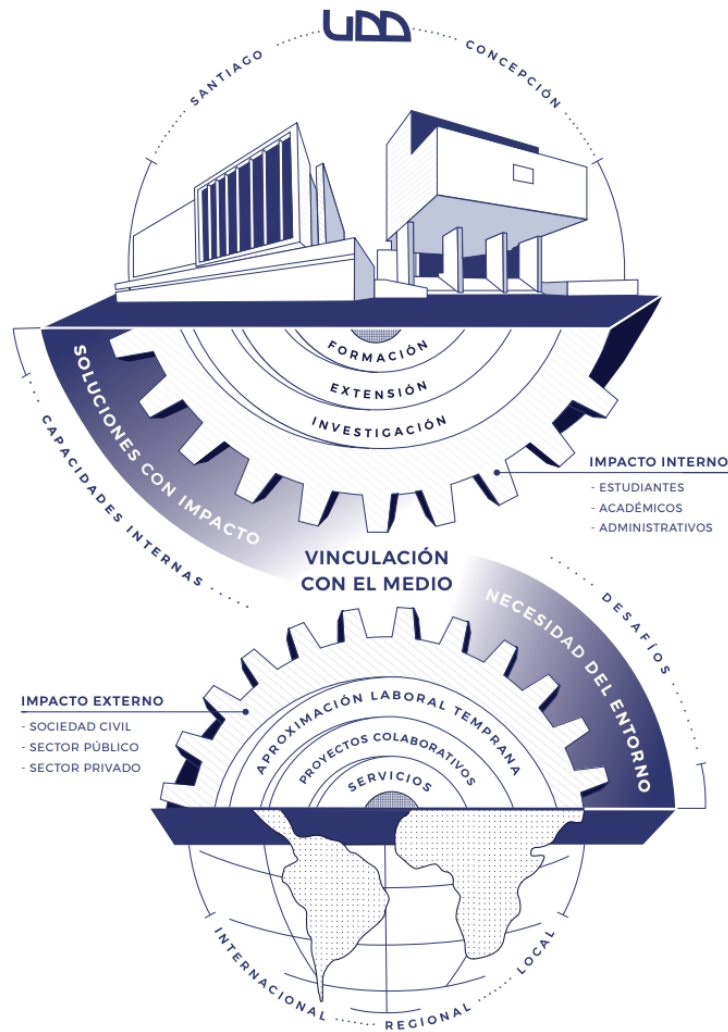 UDD
SANTIAGO
CONCEPCIÓN
FORMACIÓN
EXTENSIÓN
INVESTIGACIÓN
SOLUCIONES CON IMPACTO
CAPACIDADES INTERNAS
IMPACTO INTERNO
- ESTUDIANTES
- ACADÉMICOS
- ADMINISTRATIVOS
VINCULACIÓN
CON EL MEDIO
NECESIDAD DEL ENTORNO
DESAFÍOS
IMPACTO EXTERNO
- SOCIEDAD CIVIL
- SECTOR PÚBLICO
- SECTOR PRIVADO
APROXIMACIÓN LABORAL TEMPRANA
PROYECTOS COLABORATIVOS
SERVICIOS
INTERNACIONAL
REGIONAL
LOCAL